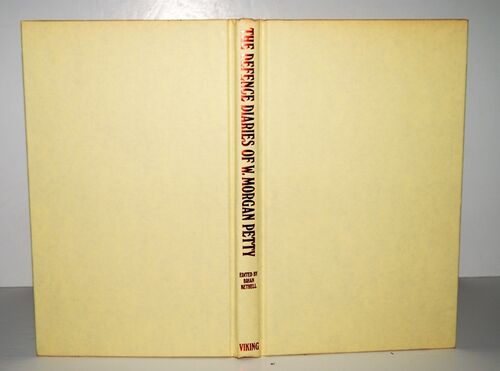 THE DEFENCE DIARIES OF W. MORGAN PETTY
EDITED BY
BRIAN
BETHELL
VIKING